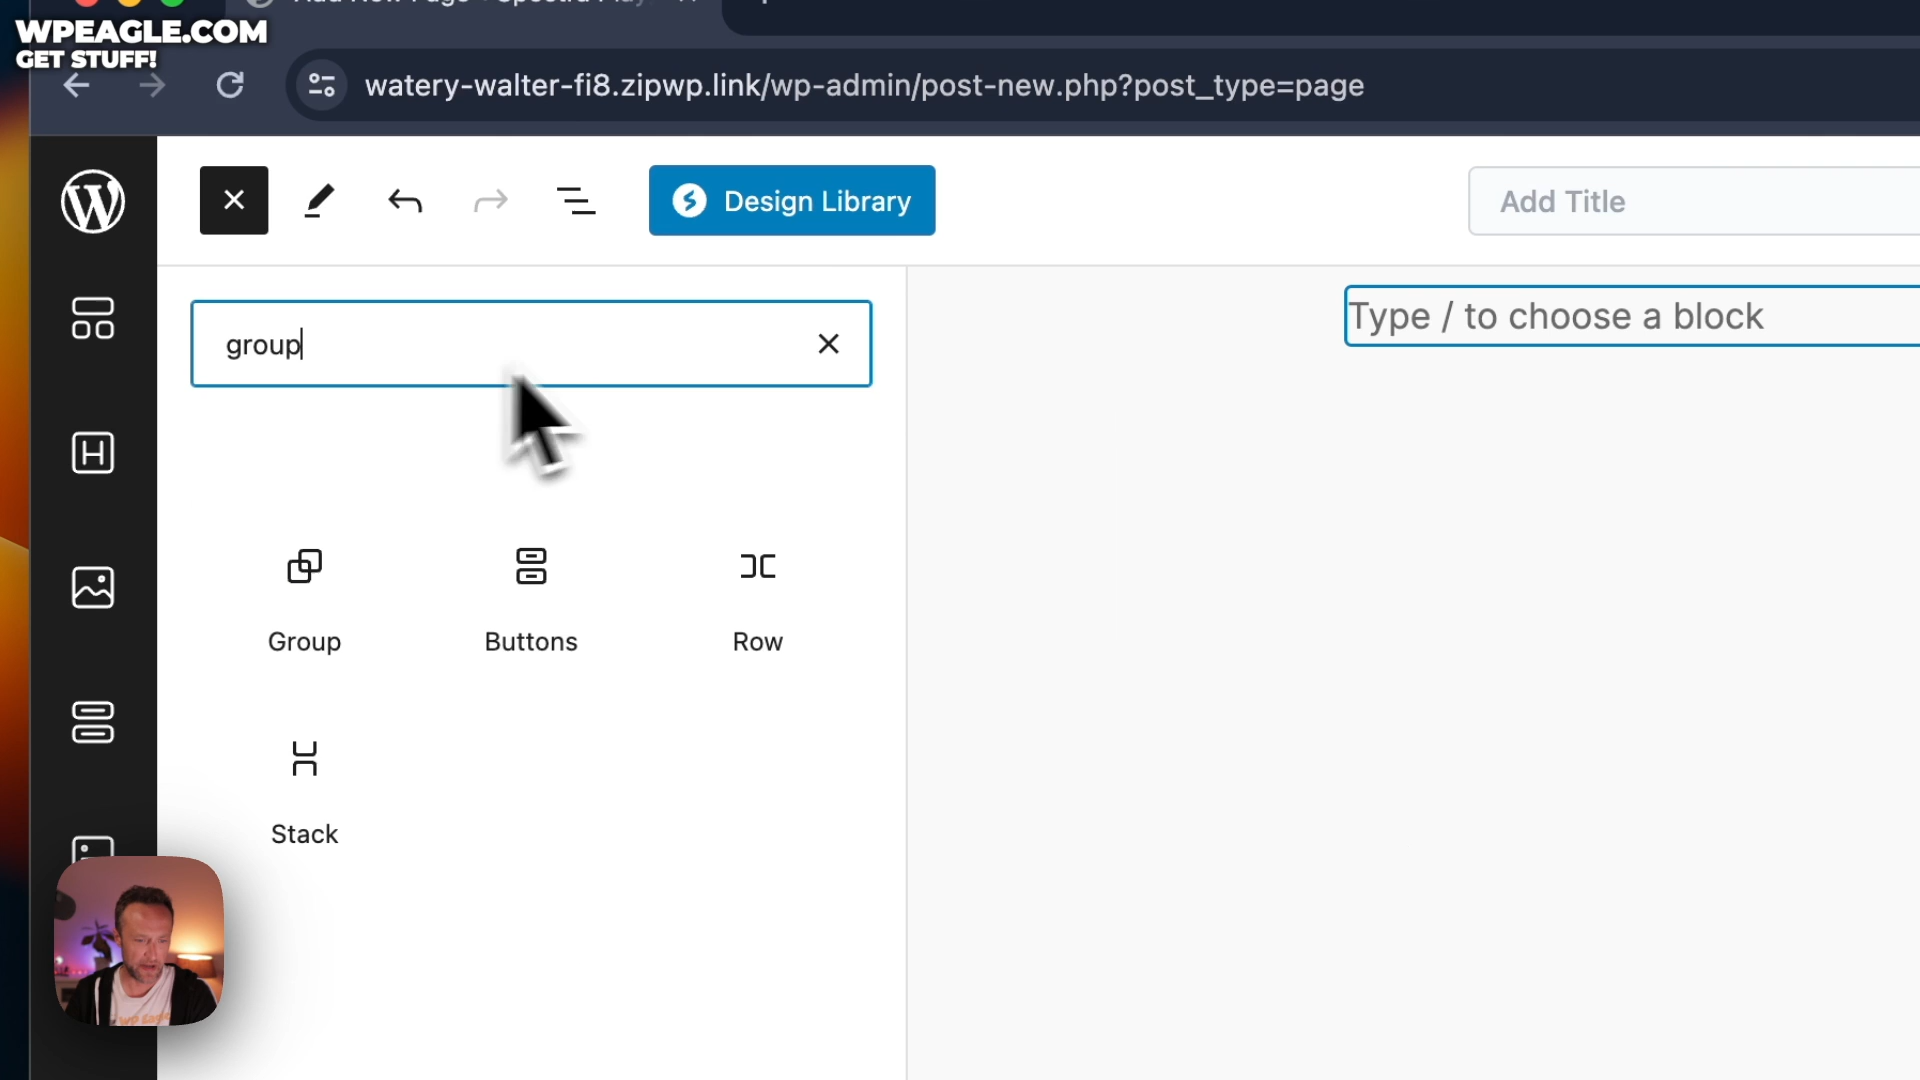 WPEAGLE.COM
GET STUFF!
watery-walter-fi8.zipwp.link/wp-admin/post-new.php?post_type=page
Design Library
Add Title
group
Type / to choose a block
Group
Buttons
Row
Stack